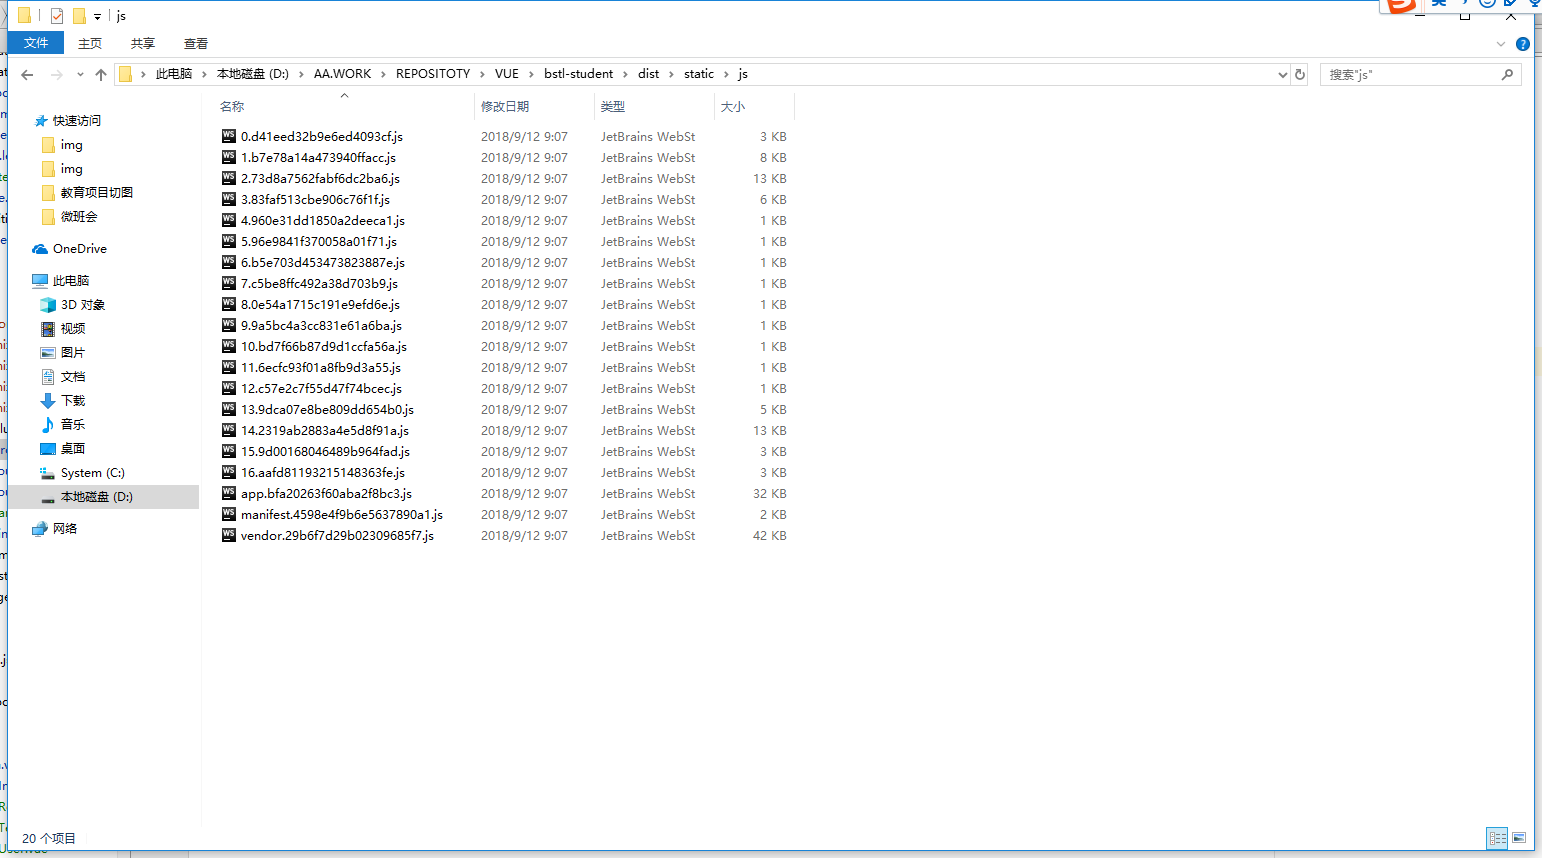 js
文件 主页 共享 查看
此电脑 本地磁盘 (D:) AA.WORK REPOSITOTY VUE bstl-student dist static js
搜索"js"
名称 修改日期 类型 大小
快速访问
img
img
教育项目切图
微班会
OneDrive
此电脑
3D 对象
视频
图片
文档
下载
音乐
桌面
System (C:)
本地磁盘 (D:)
网络
0.d41eed32b9e6ed4093cf.js 2018/9/12 9:07 JetBrains WebSt 3 KB
1.b7e78a14a473940ffacc.js 2018/9/12 9:07 JetBrains WebSt 8 KB
2.73d8a7562fabf6dc2ba6.js 2018/9/12 9:07 JetBrains WebSt 13 KB
3.83faf513cbe906c76f1f.js 2018/9/12 9:07 JetBrains WebSt 6 KB
4.960e31dd1850a2deeca1.js 2018/9/12 9:07 JetBrains WebSt 1 KB
5.96e9841f370058a01f71.js 2018/9/12 9:07 JetBrains WebSt 1 KB
6.b5e703d453473823887e.js 2018/9/12 9:07 JetBrains WebSt 1 KB
7.c5be8ffc492a38d703b9.js 2018/9/12 9:07 JetBrains WebSt 1 KB
8.0e54a1715c191e9efd6e.js 2018/9/12 9:07 JetBrains WebSt 1 KB
9.9a5bc4a3cc831e61a6ba.js 2018/9/12 9:07 JetBrains WebSt 1 KB
10.bd7f66b87d9d1ccfa56a.js 2018/9/12 9:07 JetBrains WebSt 1 KB
11.6ecfc93f01a8fb9d3a55.js 2018/9/12 9:07 JetBrains WebSt 1 KB
12.c57e2c7f55d47f74bcec.js 2018/9/12 9:07 JetBrains WebSt 1 KB
13.9dca07e8be809dd654b0.js 2018/9/12 9:07 JetBrains WebSt 5 KB
14.2319ab2883a4e5d8f91a.js 2018/9/12 9:07 JetBrains WebSt 13 KB
15.9d00168046489b964fad.js 2018/9/12 9:07 JetBrains WebSt 3 KB
16.aafd81193215148363fe.js 2018/9/12 9:07 JetBrains WebSt 3 KB
app.bfa20263f60aba2f8bc3.js 2018/9/12 9:07 JetBrains WebSt 32 KB
manifest.4598e4f9b6e5637890a1.js 2018/9/12 9:07 JetBrains WebSt 2 KB
vendor.29b6f7d29b02309685f7.js 2018/9/12 9:07 JetBrains WebSt 42 KB
20 个项目